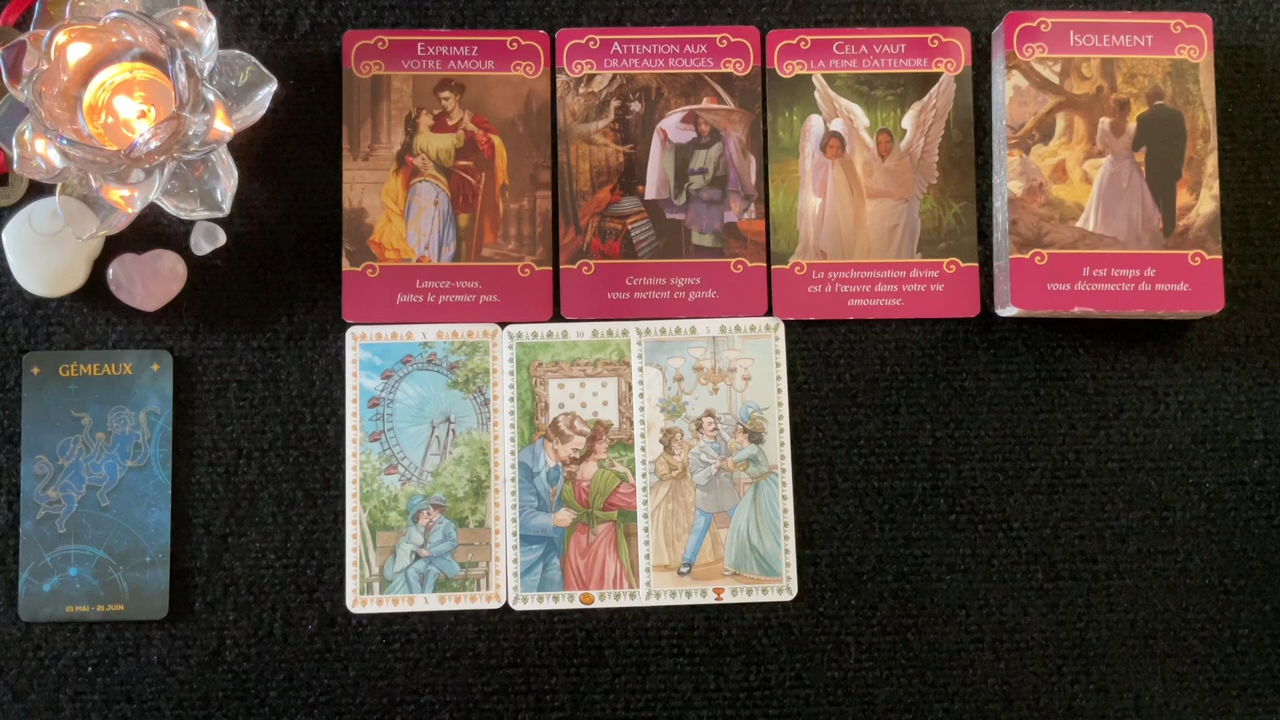 EXPRIMEZ
VOTRE AMOUR
Lancez-vous,
faites le premier pas.
ATTENTION AUX
DRAPEAUX ROUGES
Certains signes
vous mettent en garde.
CELA VAUT
LA PEINE D'ATTENDRE
La synchronisation divine
est à l'œuvre dans votre vie
amoureuse.
ISOLEMENT
Il est temps de
vous déconnecter du monde.
GÉMEAUX
21 MAI - 21 JUIN
X
X
10
5